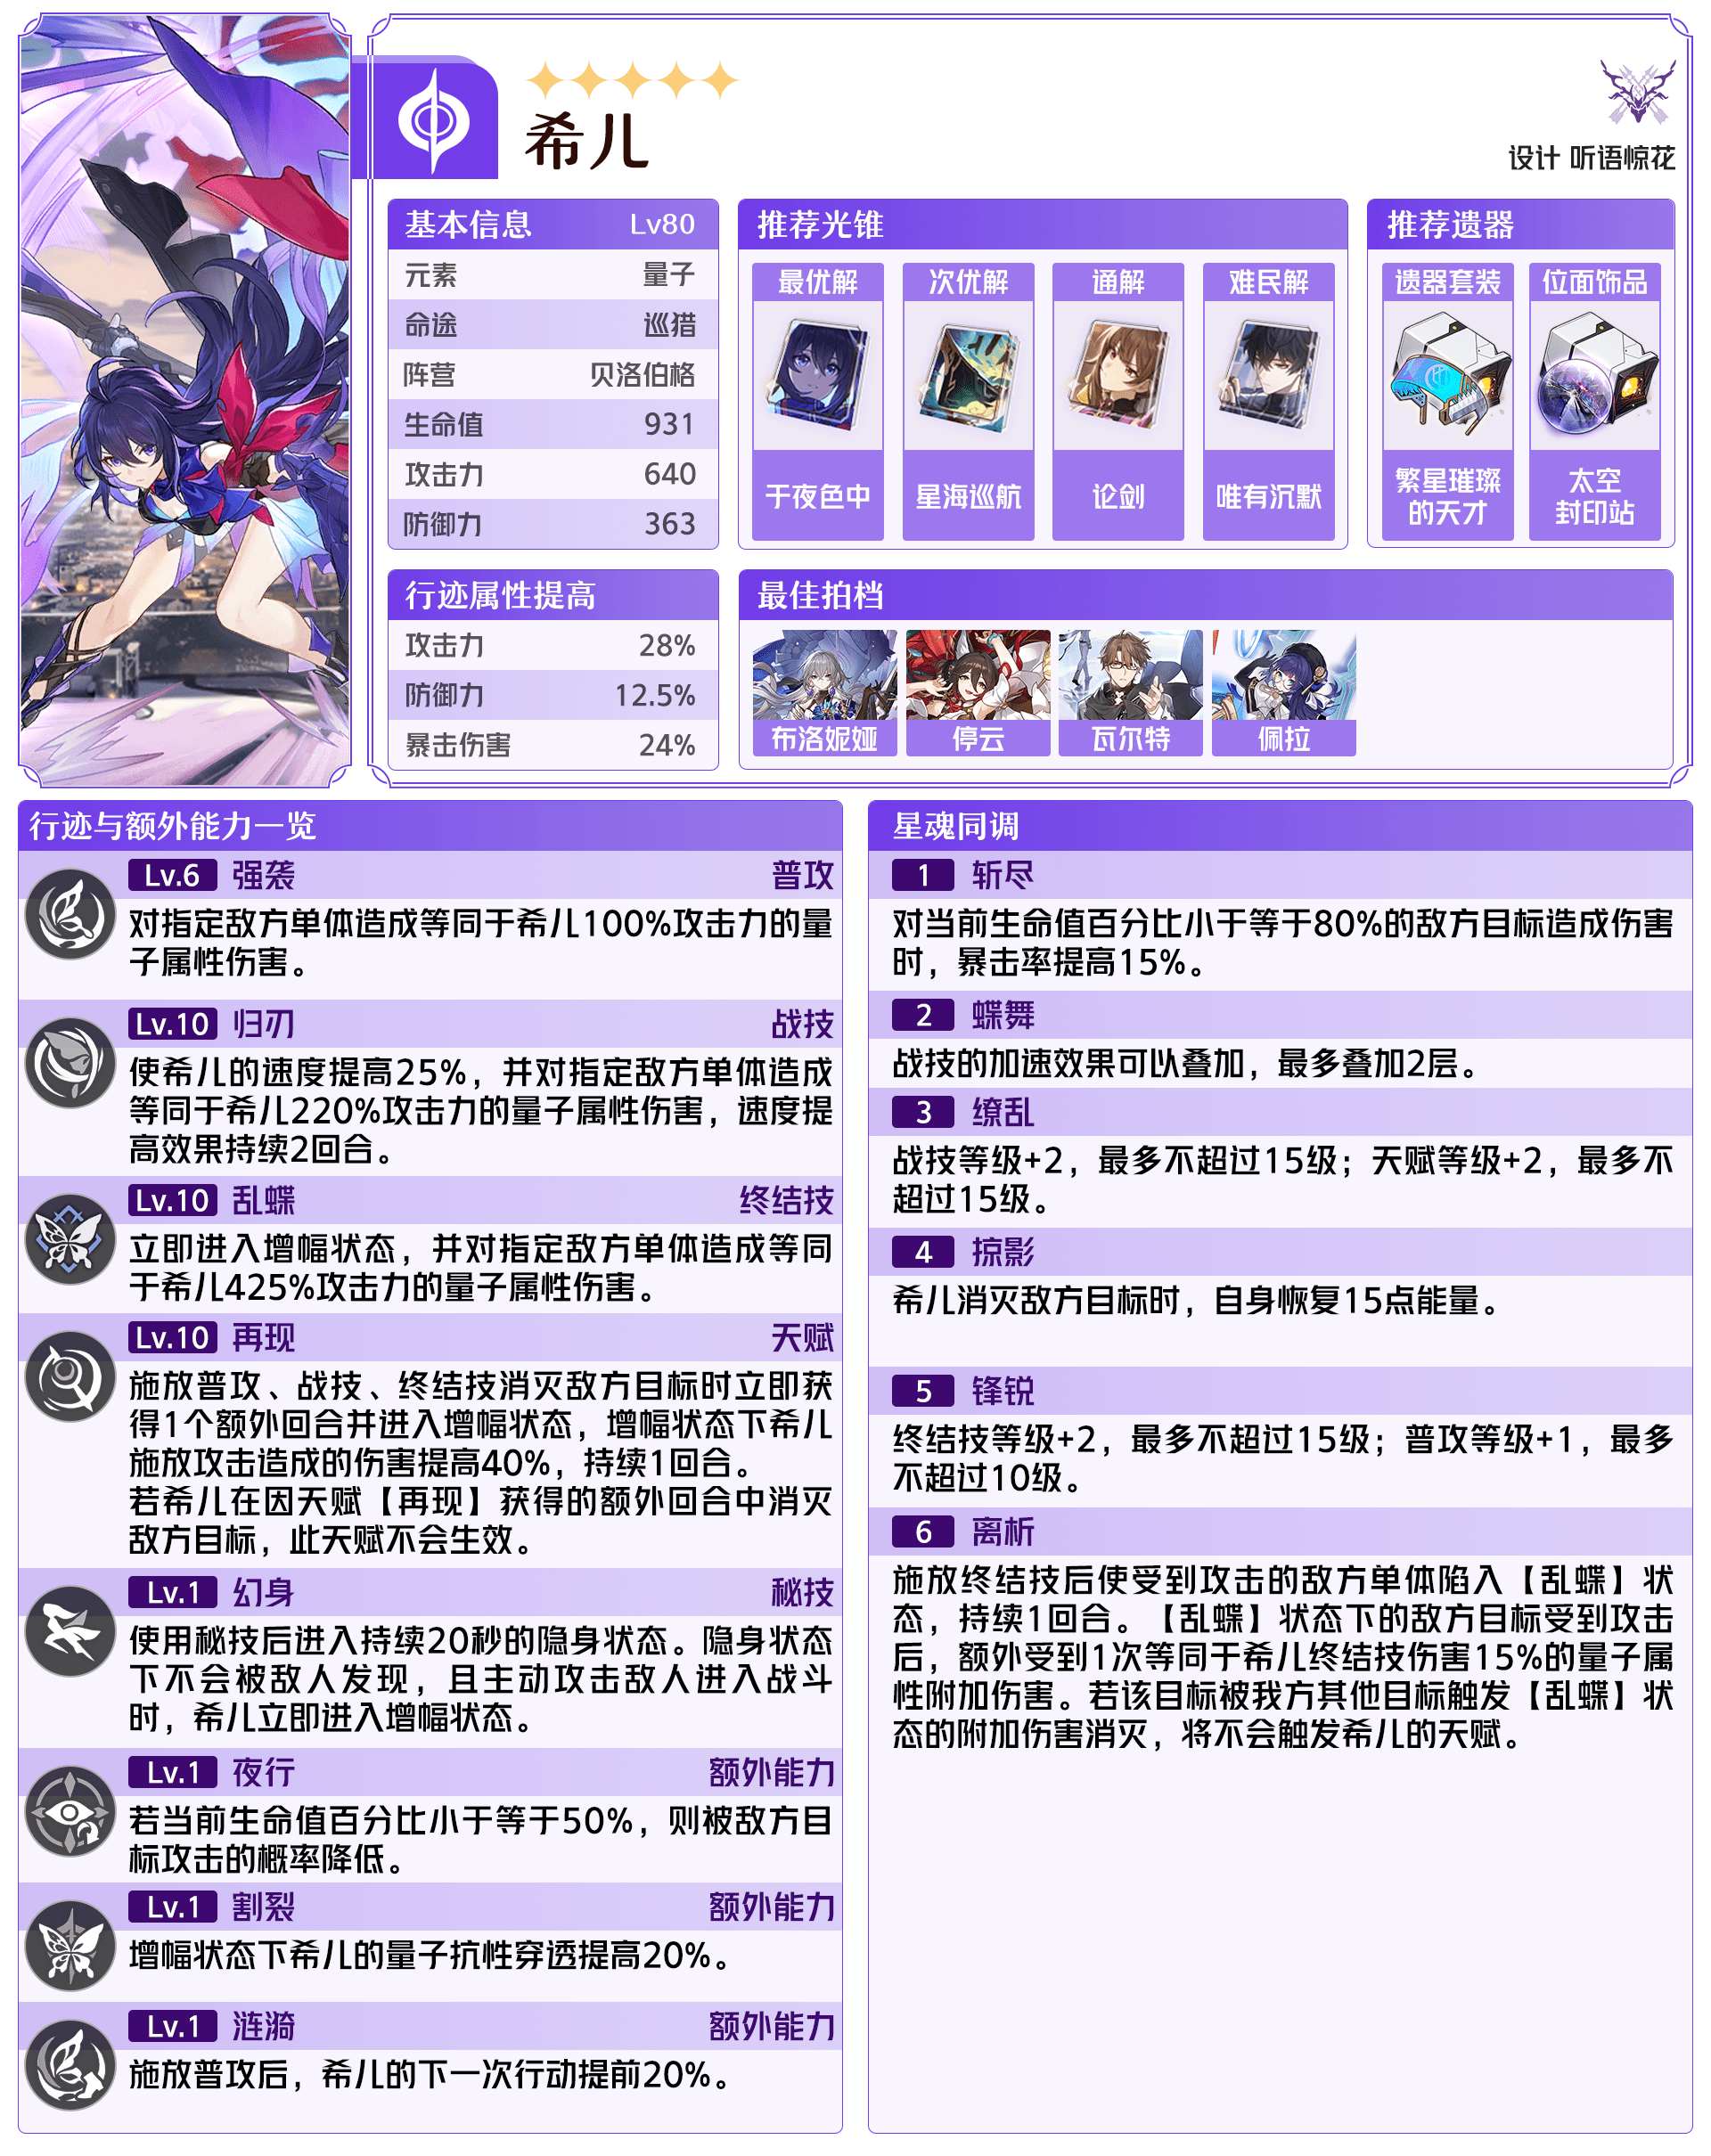 希儿
设计 听语惊花
基本信息 Lv80
元素 量子
命途 巡猎
阵营 贝洛伯格
生命值 931
攻击力 640
防御力 363
推荐光锥
最优解 次优解 通解 难民解
于夜色中 星海巡航 论剑 唯有沉默
推荐遗器
遗器套装 位面饰品
繁星璀璨 太空
的天才 封印站
行迹属性提高
攻击力 28%
防御力 12.5%
暴击伤害 24%
最佳拍档
布洛妮娅 停云 瓦尔特 佩拉
行迹与额外能力一览
Lv.6 强袭 普攻
对指定敌方单体造成等同于希儿100%攻击力的量
子属性伤害。
Lv.10 归刃 战技
使希儿的速度提高25%，并对指定敌方单体造成
等同于希儿220%攻击力的量子属性伤害，速度提
高效果持续2回合。
Lv.10 乱蝶 终结技
立即进入增幅状态，并对指定敌方单体造成等同
于希儿425%攻击力的量子属性伤害。
Lv.10 再现 天赋
施放普攻、战技、终结技消灭敌方目标时立即获
得1个额外回合并进入增幅状态，增幅状态下希儿
施放攻击造成的伤害提高40%，持续1回合。
若希儿在因天赋【再现】获得的额外回合中消灭
敌方目标，此天赋不会生效。
Lv.1 幻身 秘技
使用秘技后进入持续20秒的隐身状态。隐身状态
下不会被敌人发现，且主动攻击敌人进入战斗
时，希儿立即进入增幅状态。
Lv.1 夜行 额外能力
若当前生命值百分比小于等于50%，则被敌方目
标攻击的概率降低。
Lv.1 割裂 额外能力
增幅状态下希儿的量子抗性穿透提高20%。
Lv.1 涟漪 额外能力
施放普攻后，希儿的下一次行动提前20%。
星魂同调
1 斩尽
对当前生命值百分比小于等于80%的敌方目标造成伤害
时，暴击率提高15%。
2 蝶舞
战技的加速效果可以叠加，最多叠加2层。
3 缭乱
战技等级+2，最多不超过15级；天赋等级+2，最多不
超过15级。
4 掠影
希儿消灭敌方目标时，自身恢复15点能量。
5 锋锐
终结技等级+2，最多不超过15级；普攻等级+1，最多
不超过10级。
6 离析
施放终结技后使受到攻击的敌方单体陷入【乱蝶】状
态，持续1回合。【乱蝶】状态下的敌方目标受到攻击
后，额外受到1次等同于希儿终结技伤害15%的量子属
性附加伤害。若该目标被我方其他目标触发【乱蝶】状
态的附加伤害消灭，将不会触发希儿的天赋。